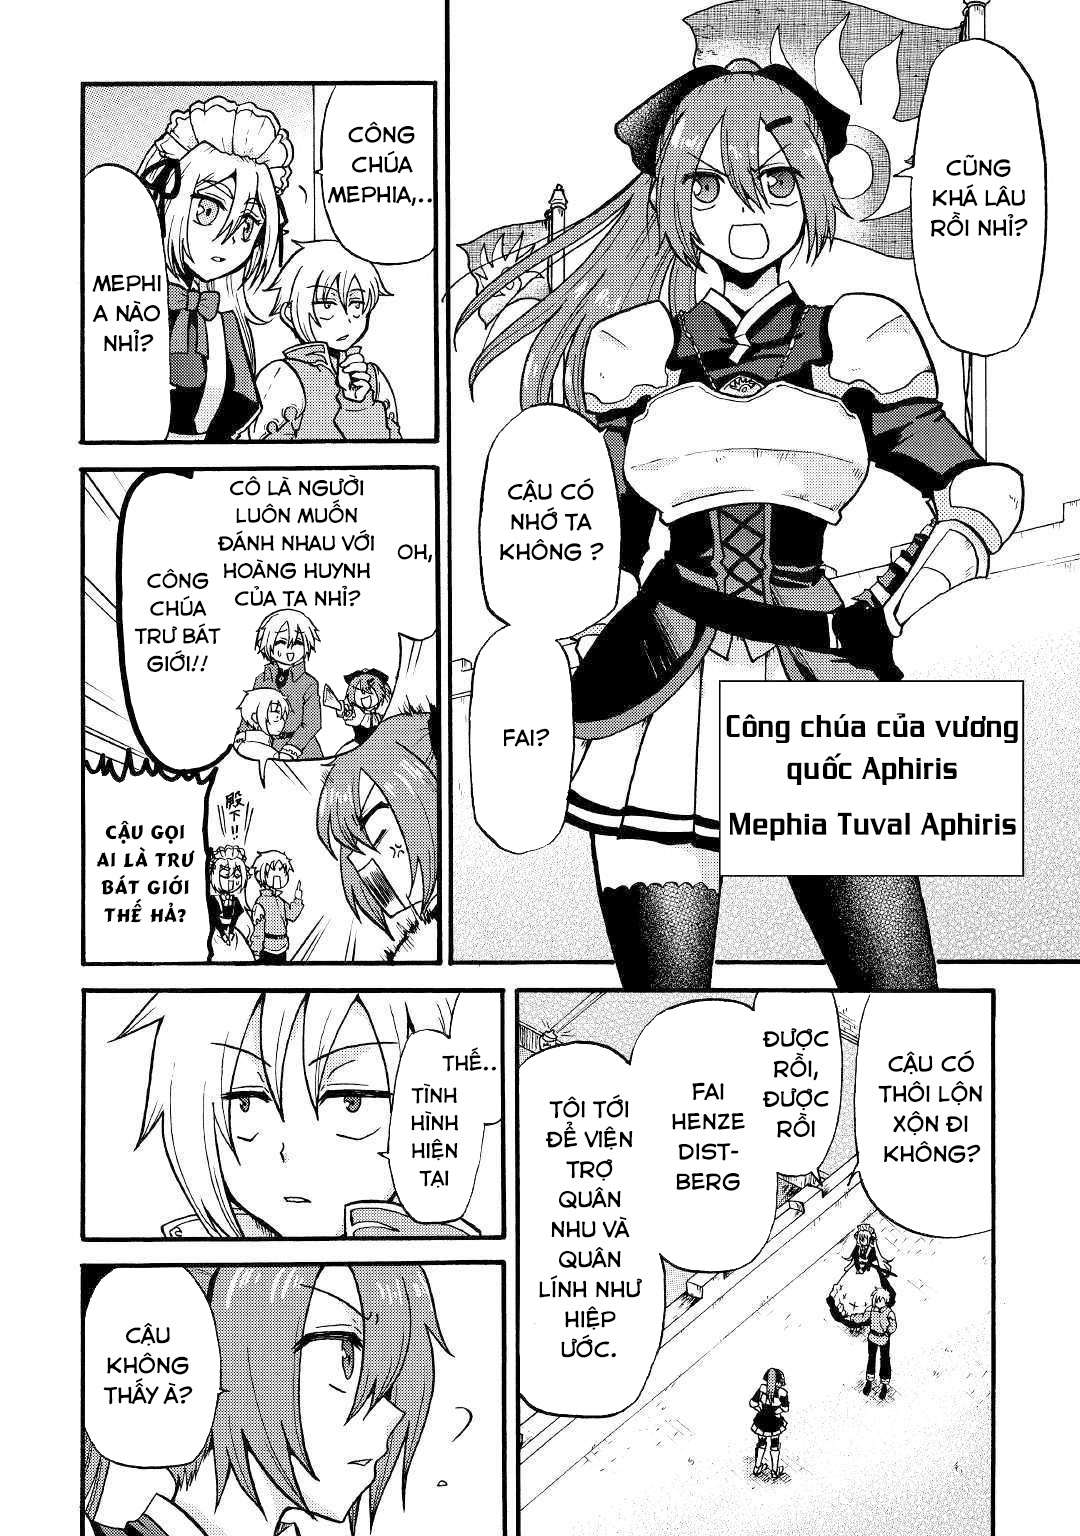 CŨNG
KHÁ LÂU
RỒI NHỈ?
CẬU CÓ
NHỚ TA
KHÔNG ?
FAI?
Công chúa của vương
quốc Aphiris
Mephia Tuval Aphiris
CÔNG
CHÚA
MEPHIA,..
MEPHI
A NÀO
NHỈ?
OH,
CÔ LÀ NGƯỜI
LUÔN MUỐN
ĐÁNH NHAU VỚI
HOÀNG HUYNH
CỦA TA NHỈ?
CÔNG
CHÚA
TRƯ BÁT
GIỚI!!
殿下!!
CẬU GỌI
AI LÀ TRƯ
BÁT GIỚI
THẾ HẢ?
CẬU CÓ
THÔI LỘN
XỘN ĐI
KHÔNG?
ĐƯỢC
RỒI,
ĐƯỢC
RỒI
FAI
HENZE
DIST-
BERG
TÔI TỚI
ĐỂ VIỆN
TRỢ
QUÂN
NHU VÀ
QUÂN
LÍNH NHƯ
HIỆP
ƯỚC.
THẾ..
TÌNH
HÌNH
HIỆN
TẠI
CẬU
KHÔNG
THẤY À?